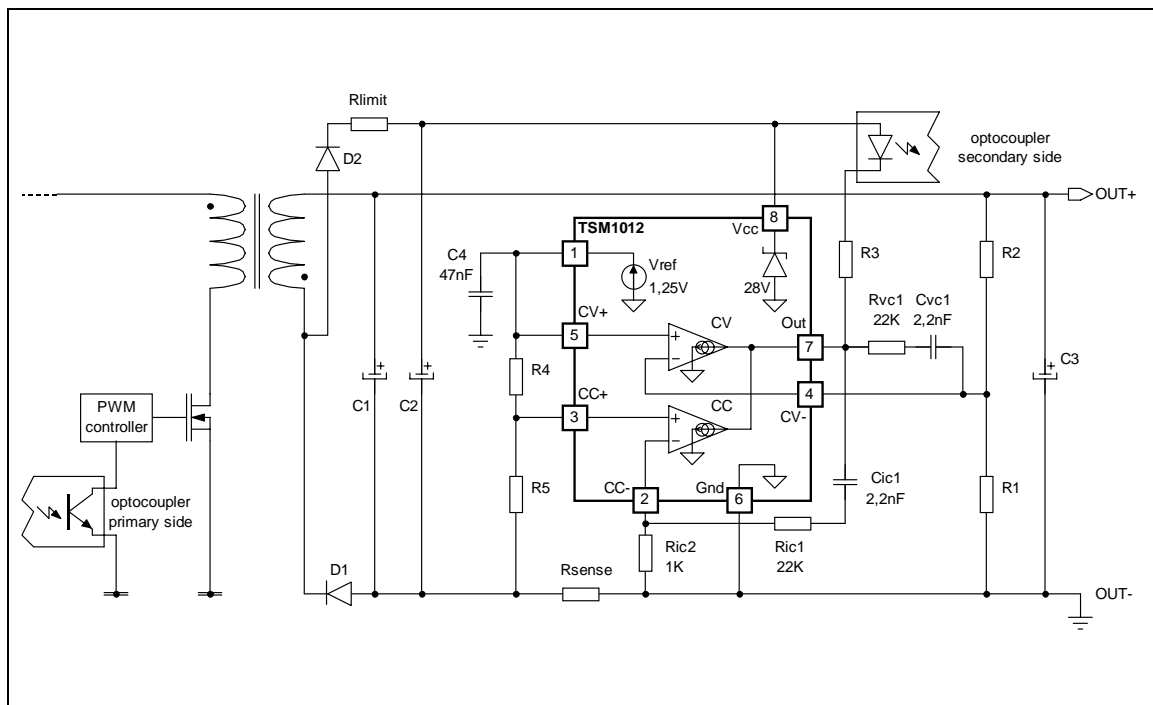 Rlimit
D2
optocoupler
secondary side
OUT+
TSM1012
8
Vcc
C4
47nF
1
Vref
1,25V
28V
R3
R2
Rvc1
22K
Cvc1
2,2nF
CV+
5
+
CV
-
Out
7
+
C1
+
C2
+
C3
R4
CC+
3
+
CC
-
4
CV-
PWM
controller
optocoupler
primary side
R5
CC-
2
Gnd
6
Cic1
2,2nF
R1
D1
Rsense
Ric2
1K
Ric1
22K
OUT-